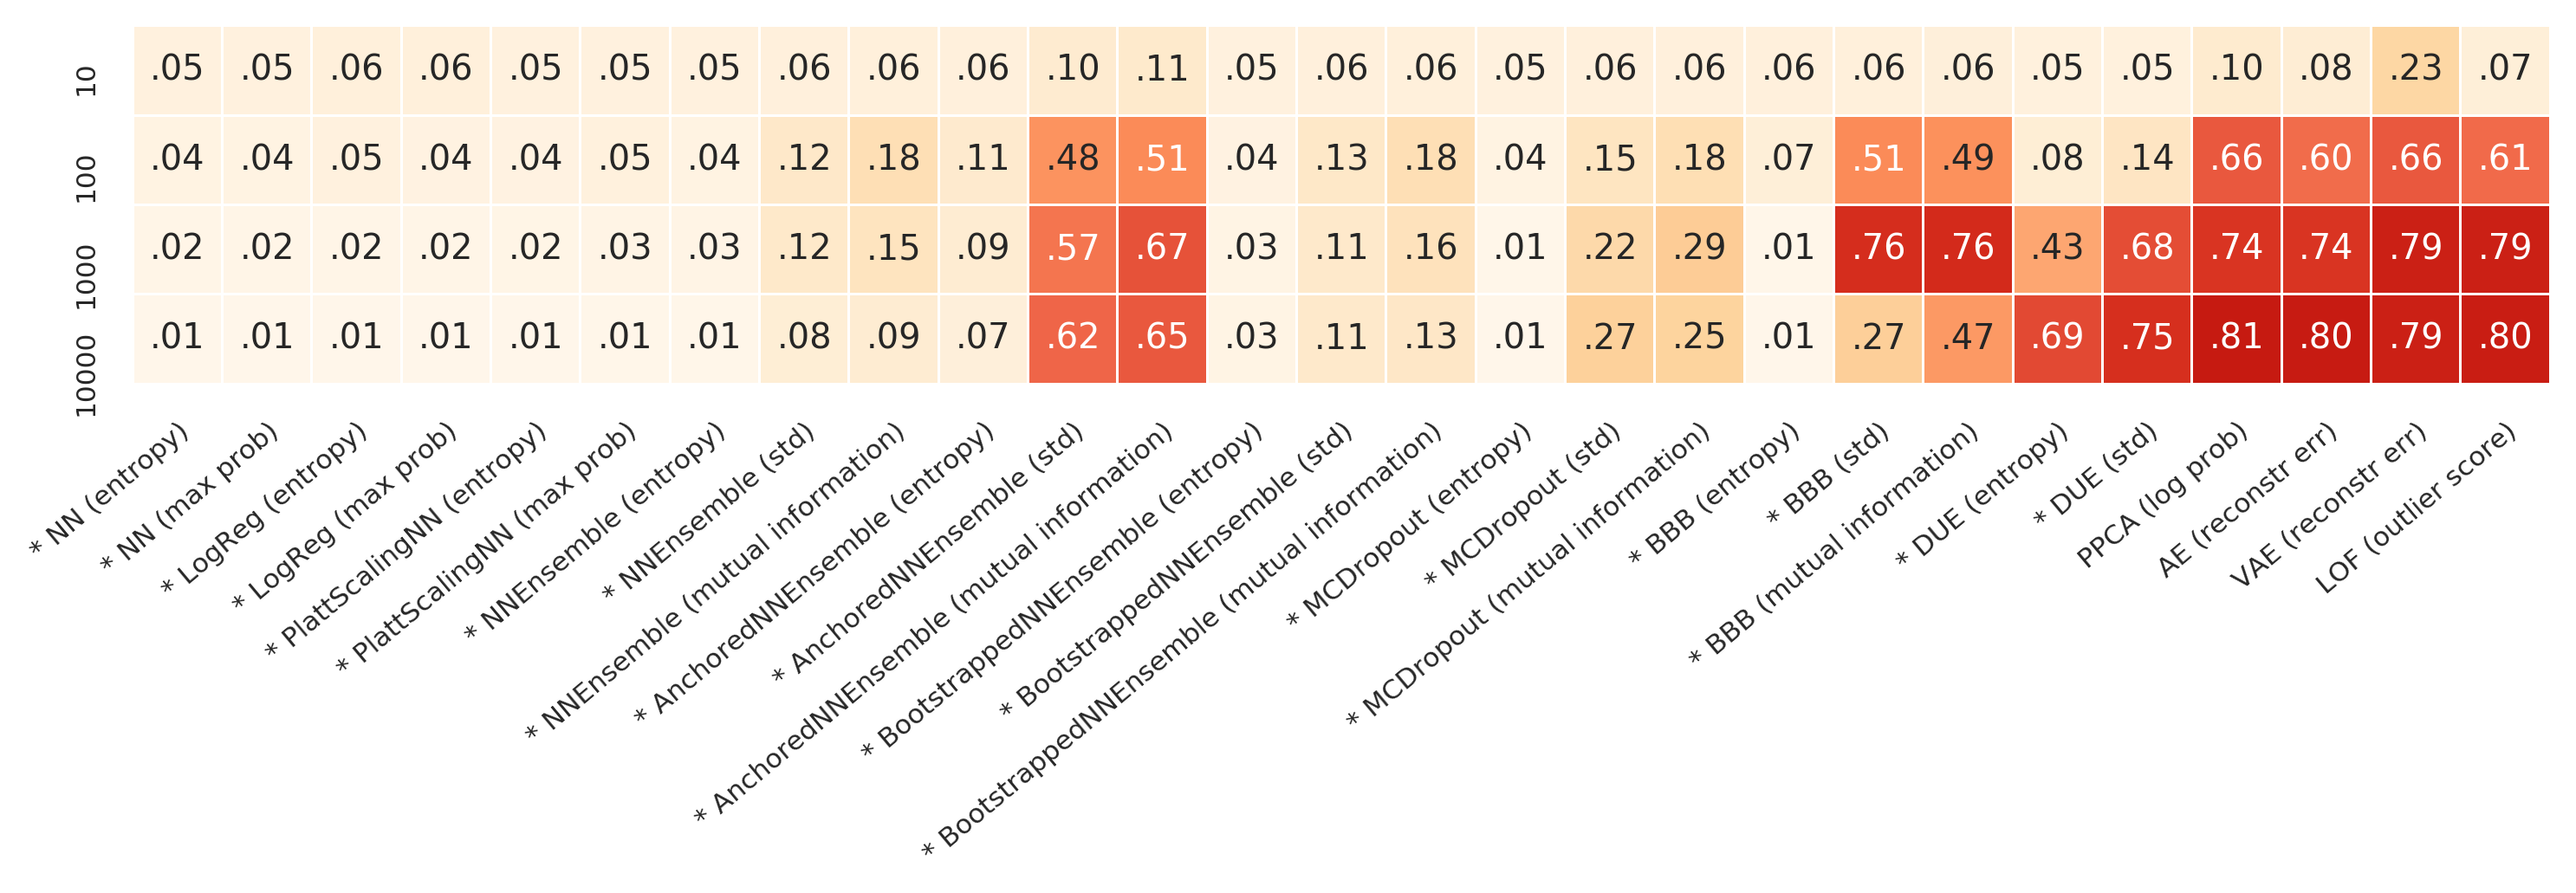 10 .05 .05 .06 .06 .05 .05 .05 .06 .06 .06 .10 .11 .05 .06 .06 .05 .06 .06 .06 .06 .06 .05 .05 .10 .08 .23 .07
100 .04 .04 .05 .04 .04 .05 .04 .12 .18 .11 .48 .51 .04 .13 .18 .04 .15 .18 .07 .51 .49 .08 .14 .66 .60 .66 .61
1000 .02 .02 .02 .02 .02 .03 .03 .12 .15 .09 .57 .67 .03 .11 .16 .01 .22 .29 .01 .76 .76 .43 .68 .74 .74 .79 .79
10000 .01 .01 .01 .01 .01 .01 .01 .08 .09 .07 .62 .65 .03 .11 .13 .01 .27 .25 .01 .27 .47 .69 .75 .81 .80 .79 .80
* NN (entropy)
* NN (max prob)
* LogReg (entropy)
* LogReg (max prob)
* PlattScalingNN (entropy)
* PlattScalingNN (max prob)
* NNEnsemble (entropy)
* NNEnsemble (std)
* NNEnsemble (mutual information)
* AnchoredNNEnsemble (entropy)
* AnchoredNNEnsemble (std)
* AnchoredNNEnsemble (mutual information)
* BootstrappedNNEnsemble (entropy)
* BootstrappedNNEnsemble (std)
* BootstrappedNNEnsemble (mutual information)
* MCDropout (entropy)
* MCDropout (std)
* MCDropout (mutual information)
* BBB (entropy)
* BBB (std)
* BBB (mutual information)
* DUE (entropy)
* DUE (std)
PPCA (log prob)
AE (reconstr err)
VAE (reconstr err)
LOF (outlier score)